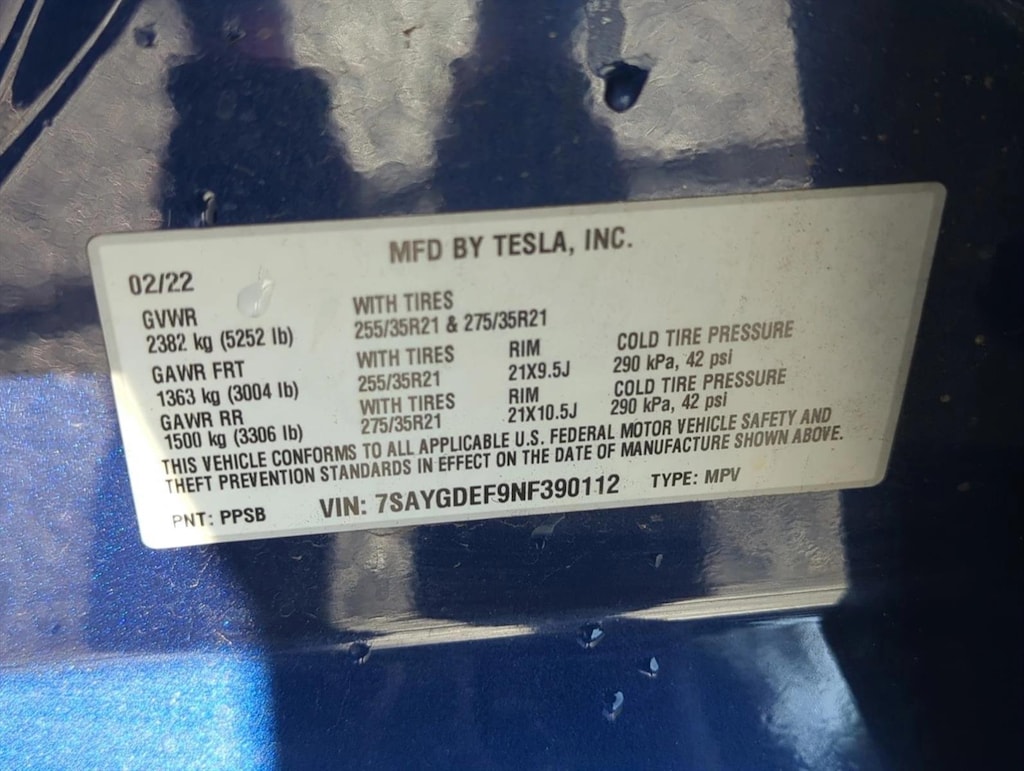 MFD BY TESLA, INC.
02/22
GVWR WITH TIRES
2382 kg (5252 lb) 255/35R21 & 275/35R21
GAWR FRT WITH TIRES RIM COLD TIRE PRESSURE
1363 kg (3004 lb) 255/35R21 21X9.5J 290 kPa, 42 psi
GAWR RR WITH TIRES RIM COLD TIRE PRESSURE
1500 kg (3306 lb) 275/35R21 21X10.5J 290 kPa, 42 psi
THIS VEHICLE CONFORMS TO ALL APPLICABLE U.S. FEDERAL MOTOR VEHICLE SAFETY AND
THEFT PREVENTION STANDARDS IN EFFECT ON THE DATE OF MANUFACTURE SHOWN ABOVE.
PNT: PPSB VIN: 7SAYGDEF9NF390112 TYPE: MPV